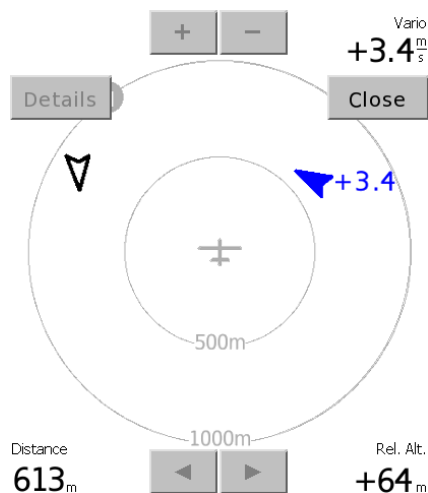 + −
Vario
+3.4 m/s
Details
Close
+3.4
500m
1000m
Distance
613m
Rel. Alt.
+64m